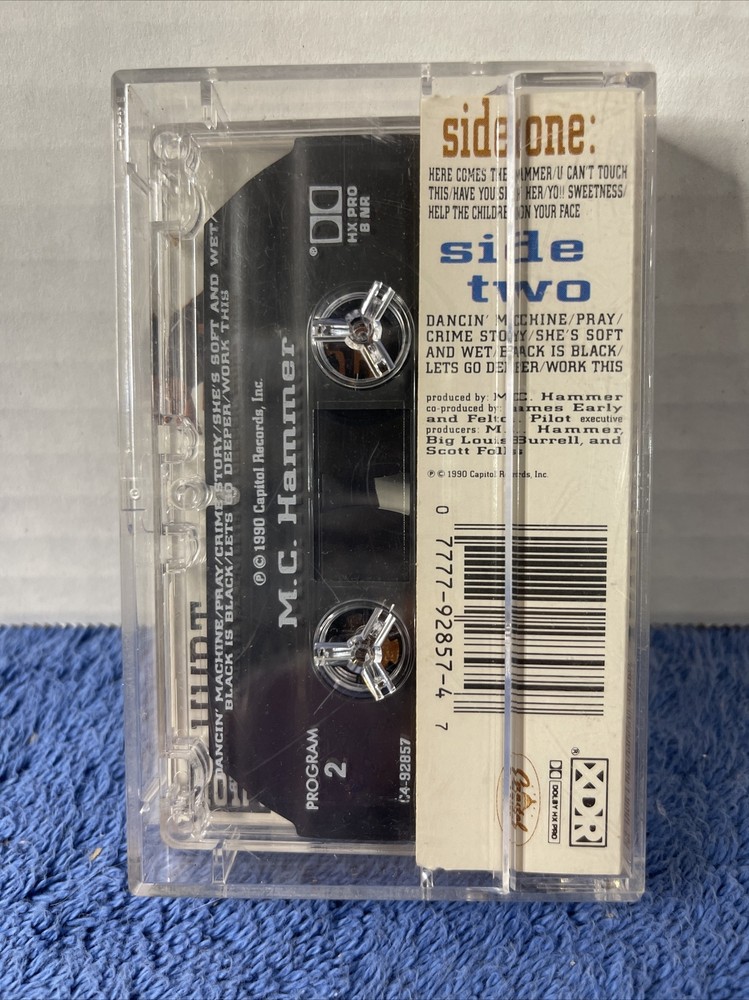 side one:
HERE COMES THE HAMMER/U CAN'T TOUCH
THIS/HAVE YOU SEEN HER/YO!! SWEETNESS/
HELP THE CHILDREN/ON YOUR FACE
side
two
DANCIN' MACHINE/PRAY/
CRIME STORY/SHE'S SOFT
AND WET/BLACK IS BLACK/
LETS GO DEEPER/WORK THIS
produced by: M.C. Hammer
co-produced by: James Early
and Felton Pilot executive
producers: M.C. Hammer,
Big Louis Burrell, and
Scott Folks
℗ © 1990 Capitol Records, Inc.
0 7777-92857-4 7
XDR
®
DOLBY HX PRO
Capitol
HX PRO
B NR
®
M.C. Hammer
℗ © 1990 Capitol Records, Inc.
DANCIN' MACHINE/PRAY/CRIME STORY/SHE'S SOFT AND WET/
BLACK IS BLACK/LETS GO DEEPER/WORK THIS
PROGRAM
2
C4-92857